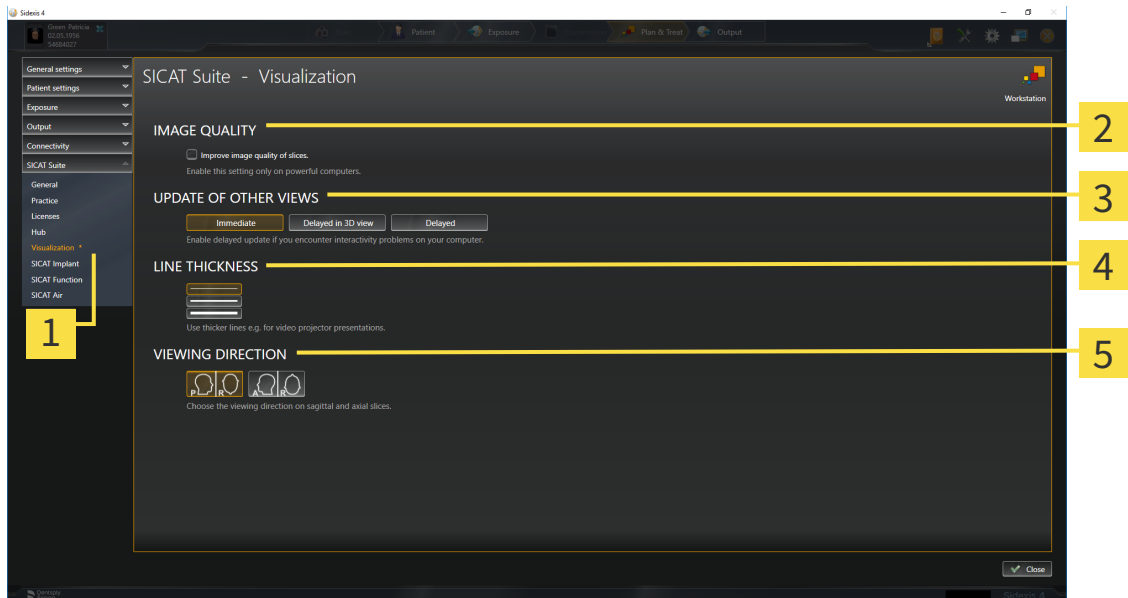 Sidexis 4
Green Patricia
02.05.1956
54684027
Patient
Exposure
Plan & Treat
Output
General settings
Patient settings
Exposure
Output
Connectivity
SICAT Suite
General
Practice
Licenses
Hub
Visualization *
SICAT Implant
SICAT Function
SICAT Air
1
SICAT Suite - Visualization
Workstation
IMAGE QUALITY
2
Improve image quality of slices.
Enable this setting only on powerful computers.
UPDATE OF OTHER VIEWS
3
Immediate Delayed in 3D view Delayed
Enable delayed update if you encounter interactivity problems on your computer.
LINE THICKNESS
4
Use thicker lines e.g. for video projector presentations.
VIEWING DIRECTION
5
P R A R
Choose the viewing direction on sagittal and axial slices.
Close
Dentsply
Sidexis 4